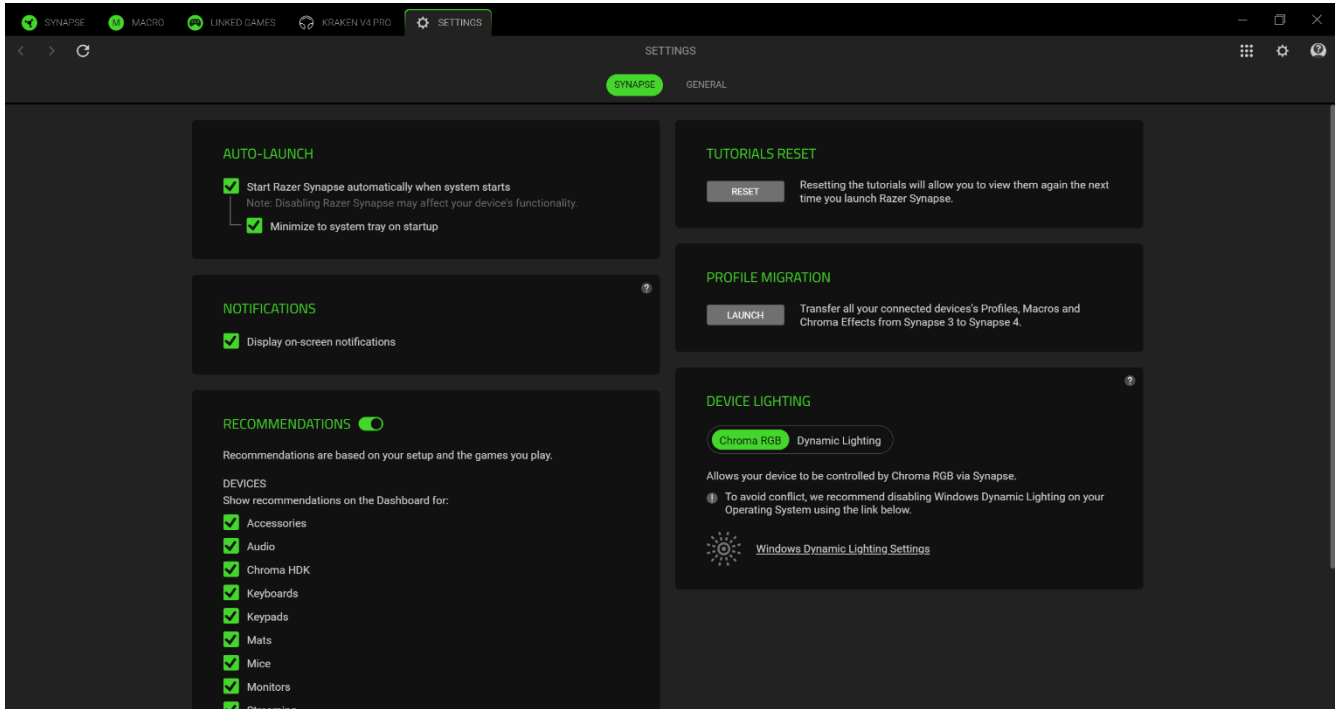 SYNAPSE
M
MACRO
LINKED GAMES
KRAKEN V4 PRO
SETTINGS
SETTINGS
SYNAPSE
GENERAL
AUTO-LAUNCH
Start Razer Synapse automatically when system starts
Note: Disabling Razer Synapse may affect your device's functionality.
Minimize to system tray on startup
?
NOTIFICATIONS
Display on-screen notifications
RECOMMENDATIONS
Recommendations are based on your setup and the games you play.
DEVICES
Show recommendations on the Dashboard for:
Accessories
Audio
Chroma HDK
Keyboards
Keypads
Mats
Mice
Monitors
Streaming
TUTORIALS RESET
RESET
Resetting the tutorials will allow you to view them again the next
time you launch Razer Synapse.
PROFILE MIGRATION
LAUNCH
Transfer all your connected devices's Profiles, Macros and
Chroma Effects from Synapse 3 to Synapse 4.
?
DEVICE LIGHTING
Chroma RGB
Dynamic Lighting
Allows your device to be controlled by Chroma RGB via Synapse.
To avoid conflict, we recommend disabling Windows Dynamic Lighting on your
Operating System using the link below.
Windows Dynamic Lighting Settings